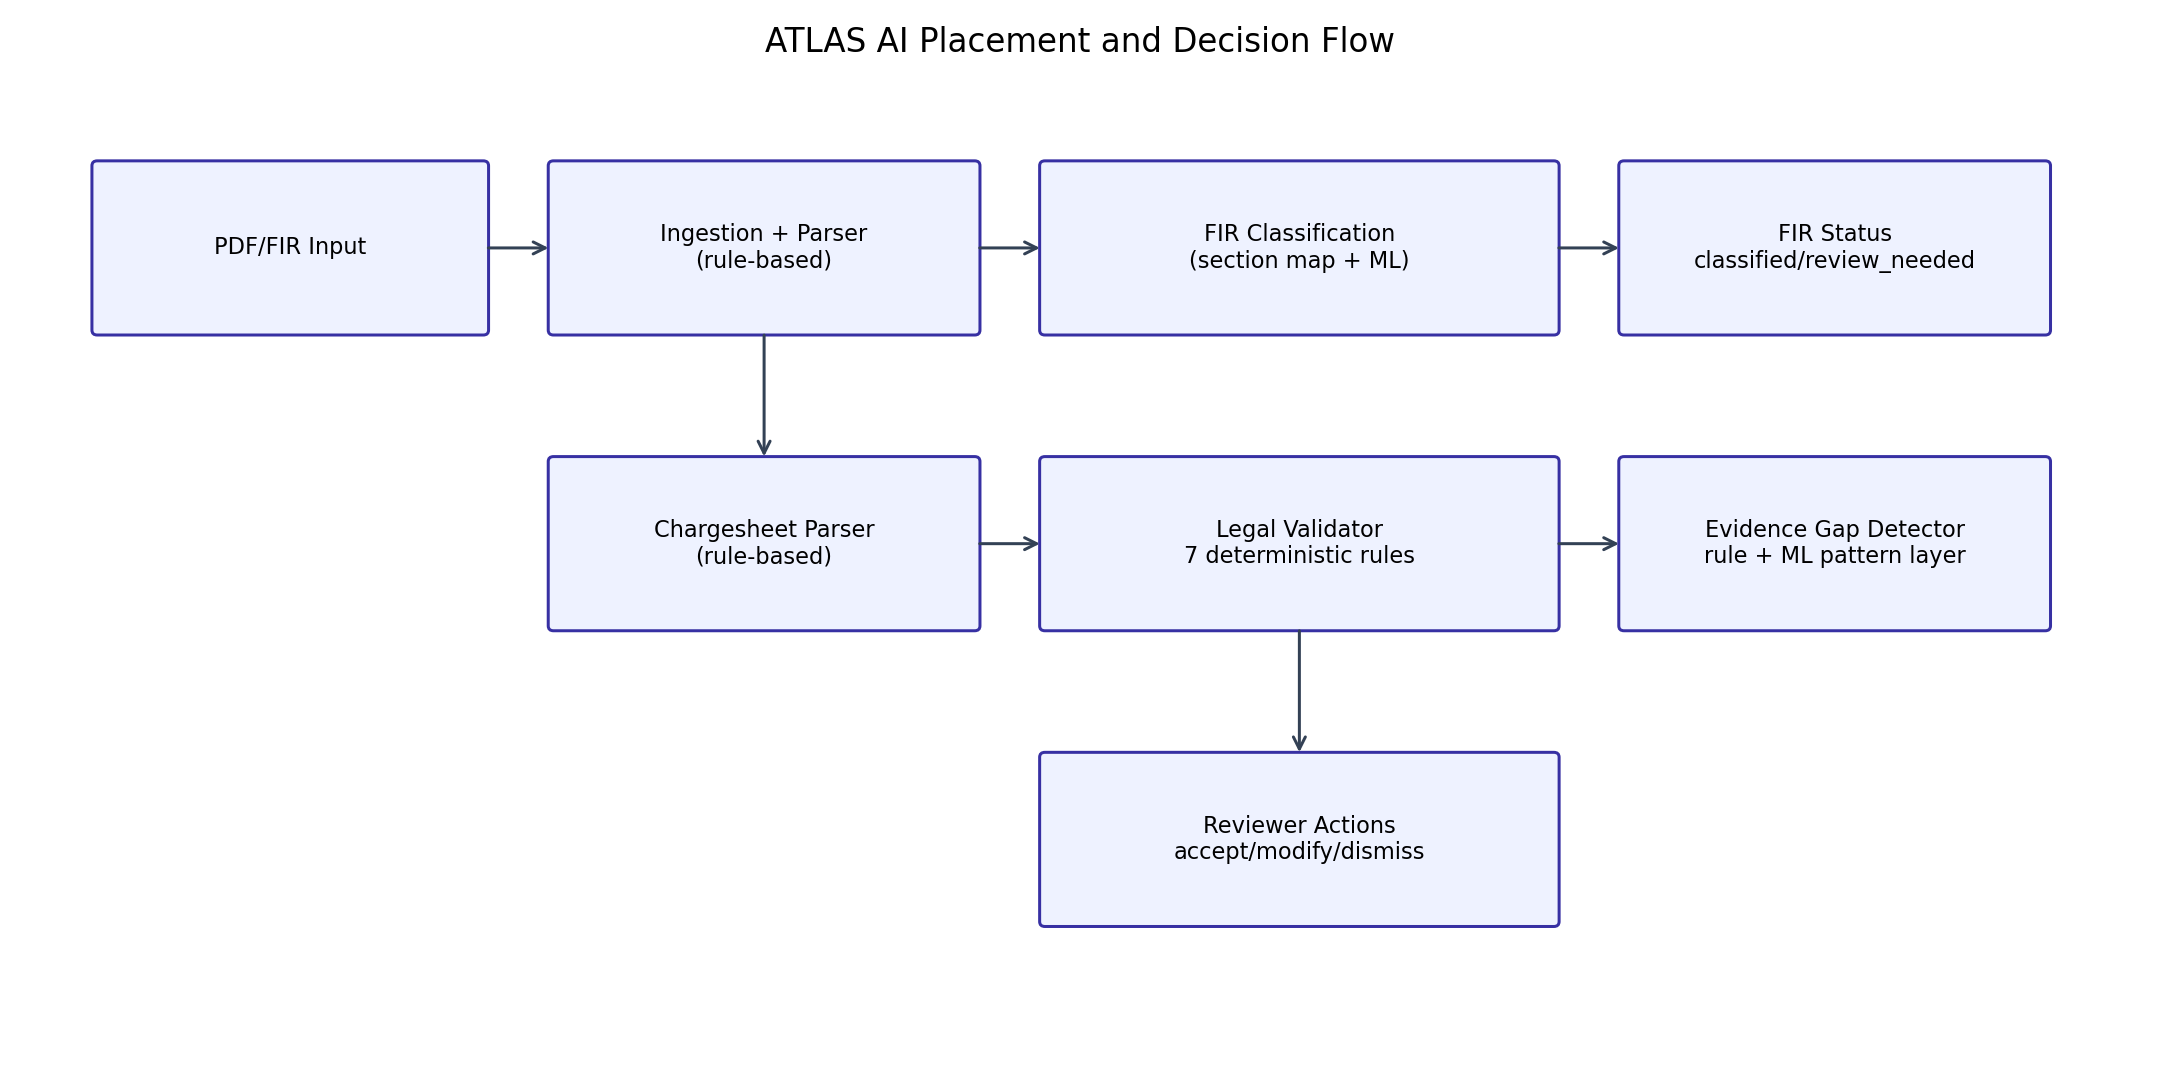 ATLAS AI Placement and Decision Flow
PDF/FIR Input
Ingestion + Parser
(rule-based)
FIR Classification
(section map + ML)
FIR Status
classified/review_needed
Chargesheet Parser
(rule-based)
Legal Validator
7 deterministic rules
Evidence Gap Detector
rule + ML pattern layer
Reviewer Actions
accept/modify/dismiss